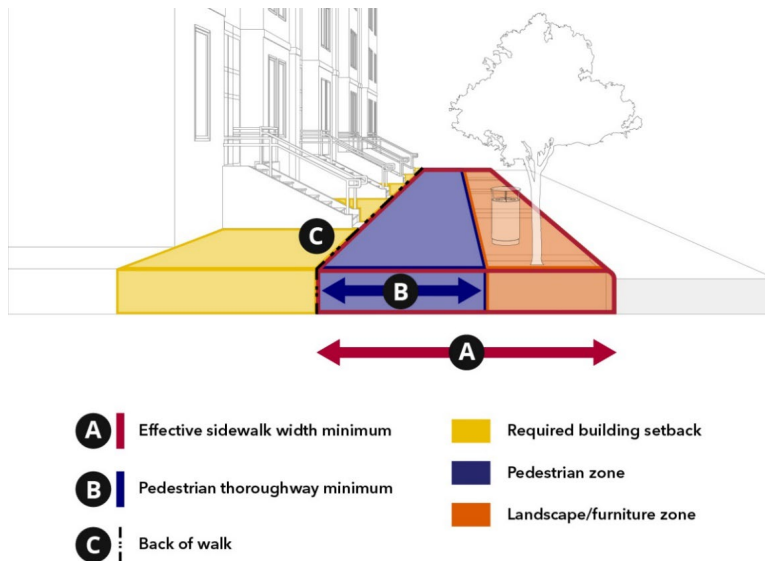 C
B
A
A Effective sidewalk width minimum
B Pedestrian thoroughway minimum
C Back of walk
Required building setback
Pedestrian zone
Landscape/furniture zone